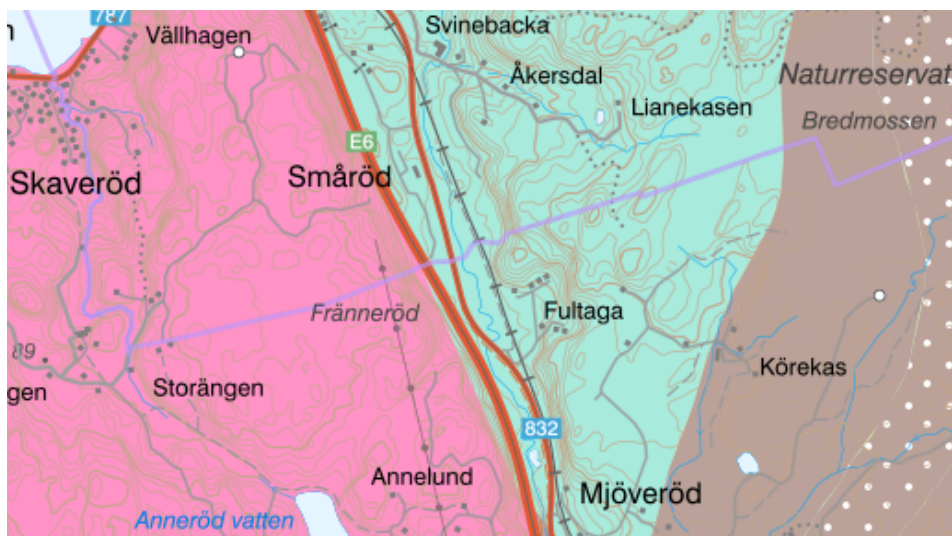 787
n
Vällhagen
Svinebacka
Åkersdal
Lianekasen
Naturreservat
Bredmossen
E6
Skaveröd
Småröd
Fränneröd
Fultaga
89
gen
Storängen
Körekas
832
Annelund
Mjöveröd
Anneröd vatten